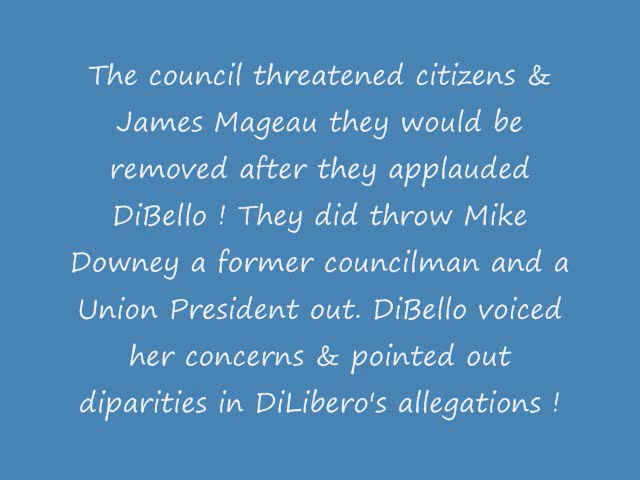 The council threatened citizens &
James Mageau they would be
removed after they applauded
DiBello ! They did throw Mike
Downey a former councilman and a
Union President out. DiBello voiced
her concerns & pointed out
diparities in DiLibero's allegations !